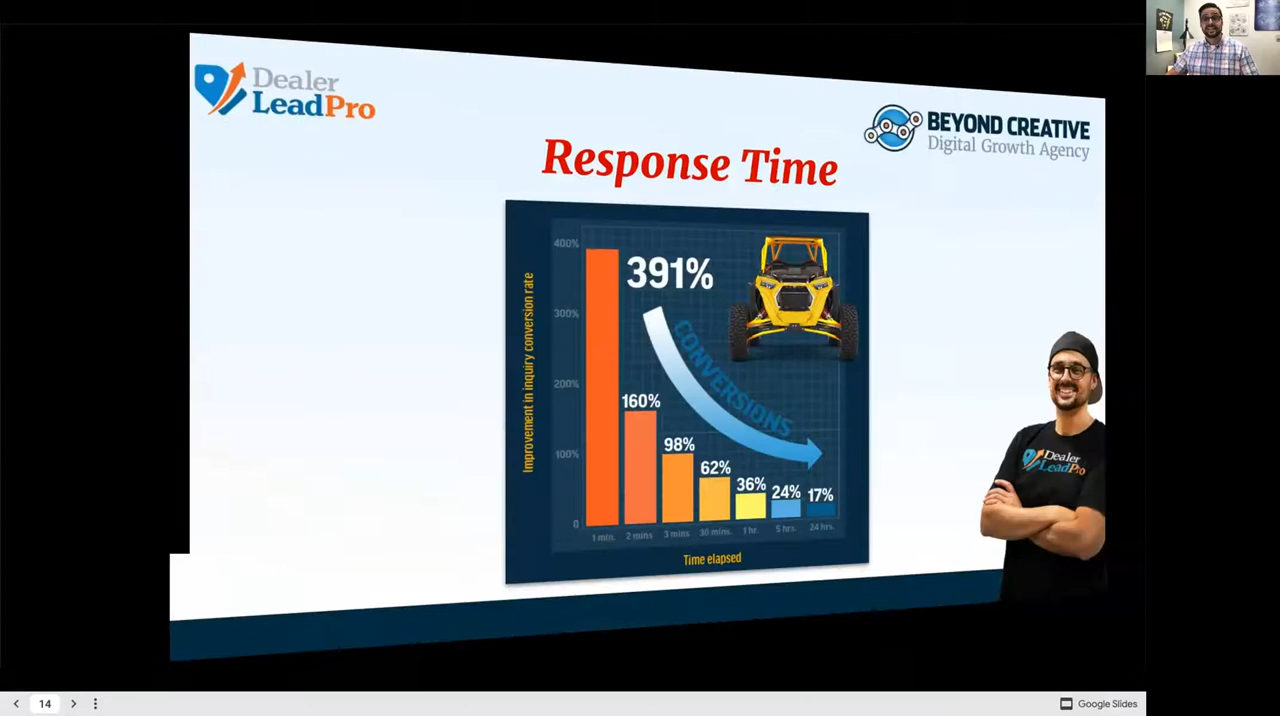 Dealer
LeadPro
BEYOND CREATIVE
Digital Growth Agency
Response Time
Improvement in inquiry conversion rate
400%
300%
200%
100%
0
391%
160%
98%
62%
36%
24%
17%
CONVERSIONS
1 min.
2 mins
3 mins
30 mins.
1 hr.
5 hrs.
24 hrs.
Time elapsed
Dealer
LeadPro
14
Google Slides